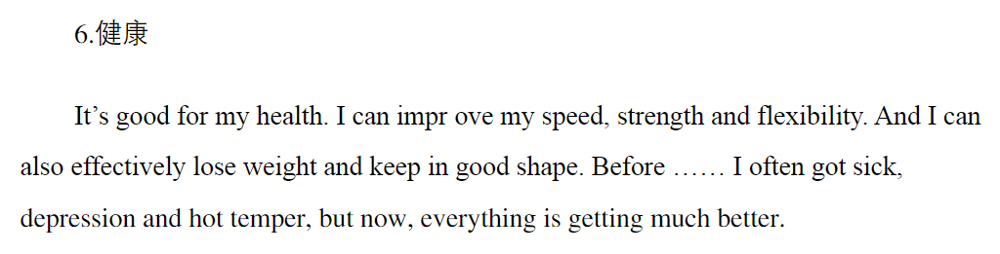 6.健康
It’s good for my health. I can impr ove my speed, strength and flexibility. And I can
also effectively lose weight and keep in good shape. Before …… I often got sick,
depression and hot temper, but now, everything is getting much better.